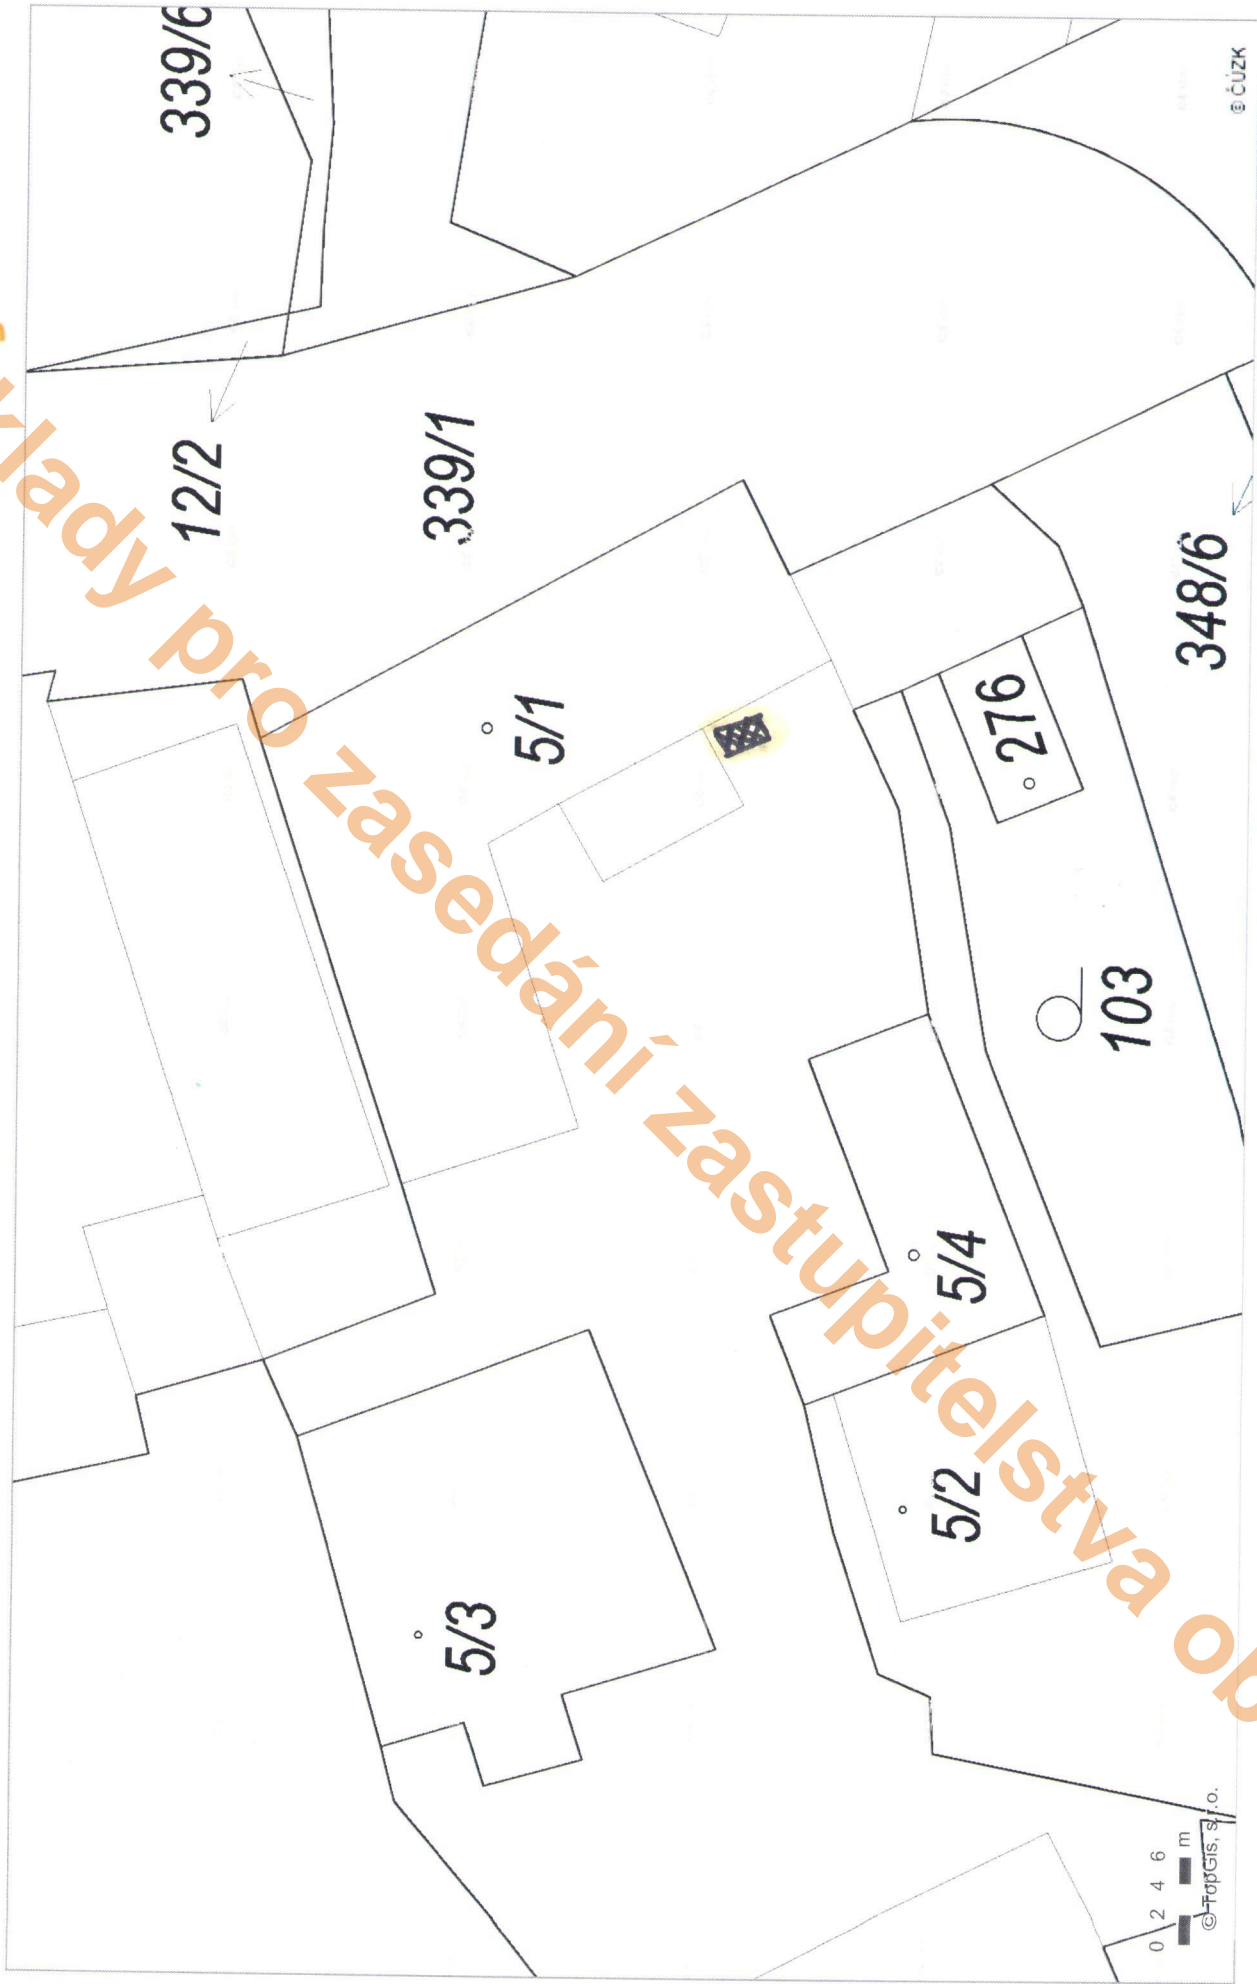 339/6
12/2
339/1
5/1
276
348/6
103
5/4
5/2
5/3
klady pro zasedání zastupitelstva ob
0 2 4 6 m
© TopGis, s.r.o.
© ČÚZK